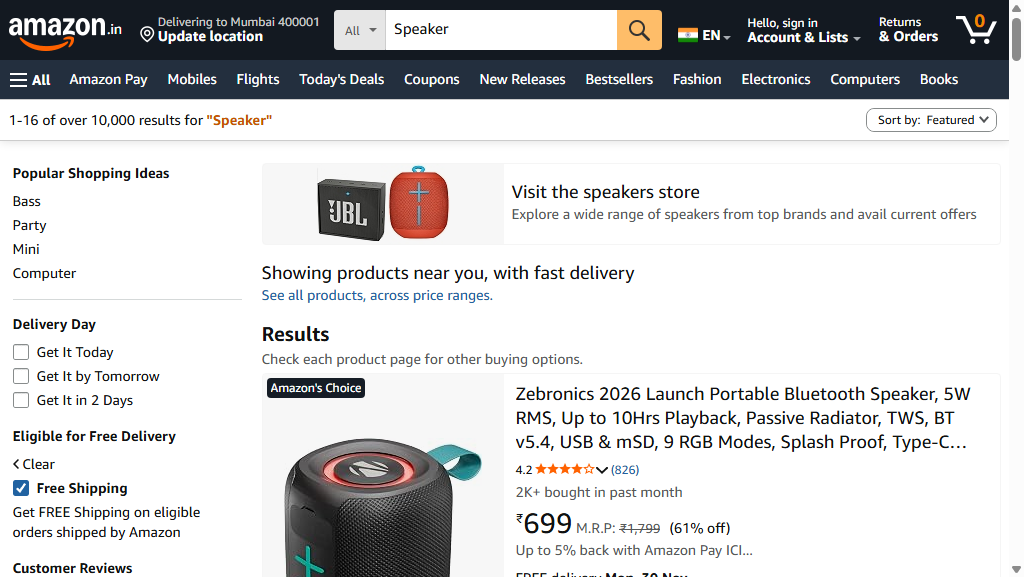 amazon.in
Delivering to Mumbai 400001
Update location
All
Speaker
EN
Hello, sign in
Account & Lists
Returns
& Orders
0
All
Amazon Pay
Mobiles
Flights
Today's Deals
Coupons
New Releases
Bestsellers
Fashion
Electronics
Computers
Books
1-16 of over 10,000 results for "Speaker"
Sort by: Featured
Popular Shopping Ideas
Bass
Party
Mini
Computer
Delivery Day
Get It Today
Get It by Tomorrow
Get It in 2 Days
Eligible for Free Delivery
Clear
Free Shipping
Get FREE Shipping on eligible
orders shipped by Amazon
Customer Reviews
JBL
Visit the speakers store
Explore a wide range of speakers from top brands and avail current offers
Showing products near you, with fast delivery
See all products, across price ranges.
Results
Check each product page for other buying options.
Amazon's Choice
Zebronics 2026 Launch Portable Bluetooth Speaker, 5W
RMS, Up to 10Hrs Playback, Passive Radiator, TWS, BT
v5.4, USB & mSD, 9 RGB Modes, Splash Proof, Type-C…
4.2 (826)
2K+ bought in past month
₹699 M.R.P: ₹1,799 (61% off)
Up to 5% back with Amazon Pay ICI…
FREE delivery Mon, 30 Nov